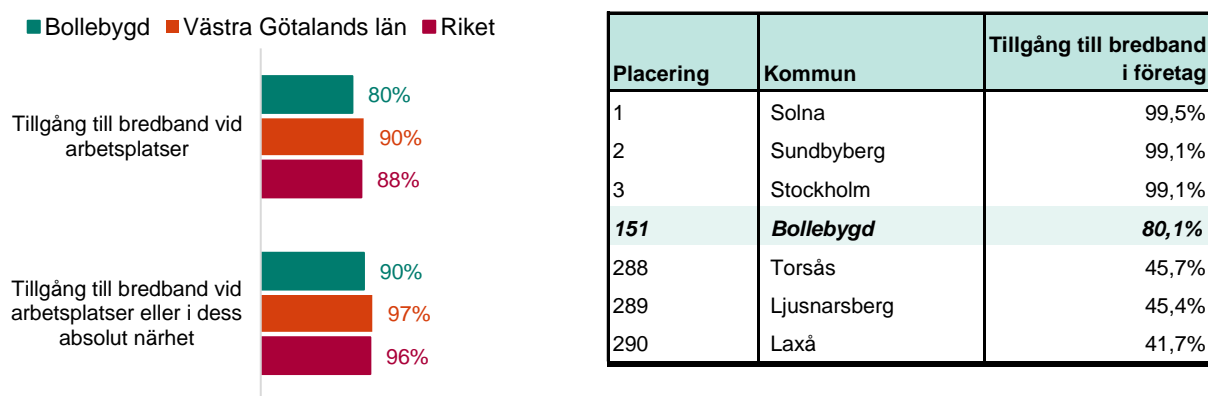 Bollebygd Västra Götalands län Riket
Tillgång till bredband vid
arbetsplatser
80%
90%
88%
Tillgång till bredband vid
arbetsplatser eller i dess
absolut närhet
90%
97%
96%
Placering Kommun Tillgång till bredband
i företag
1 Solna 99,5%
2 Sundbyberg 99,1%
3 Stockholm 99,1%
151 Bollebygd 80,1%
288 Torsås 45,7%
289 Ljusnarsberg 45,4%
290 Laxå 41,7%